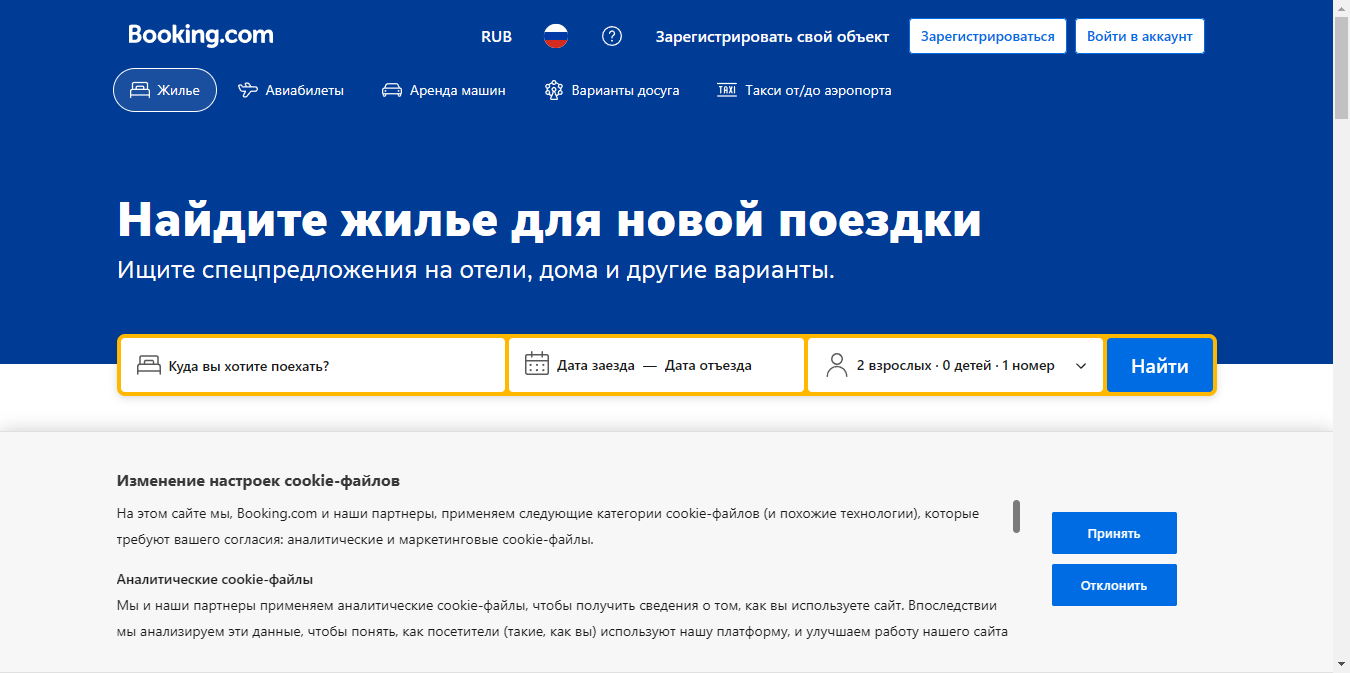 Booking.com
RUB
Зарегистрировать свой объект
Зарегистрироваться
Войти в аккаунт
Жилье
Авиабилеты
Аренда машин
Варианты досуга
TAXI
Такси от/до аэропорта
Найдите жилье для новой поездки
Ищите спецпредложения на отели, дома и другие варианты.
Куда вы хотите поехать?
Дата заезда — Дата отъезда
2 взрослых · 0 детей · 1 номер
Найти
Изменение настроек cookie-файлов
На этом сайте мы, Booking.com и наши партнеры, применяем следующие категории cookie-файлов (и похожие технологии), которые
требуют вашего согласия: аналитические и маркетинговые cookie-файлы.
Аналитические cookie-файлы
Мы и наши партнеры применяем аналитические cookie-файлы, чтобы получить сведения о том, как вы используете сайт. Впоследствии
мы анализируем эти данные, чтобы понять, как посетители (такие, как вы) используют нашу платформу, и улучшаем работу нашего сайта
Принять
Отклонить